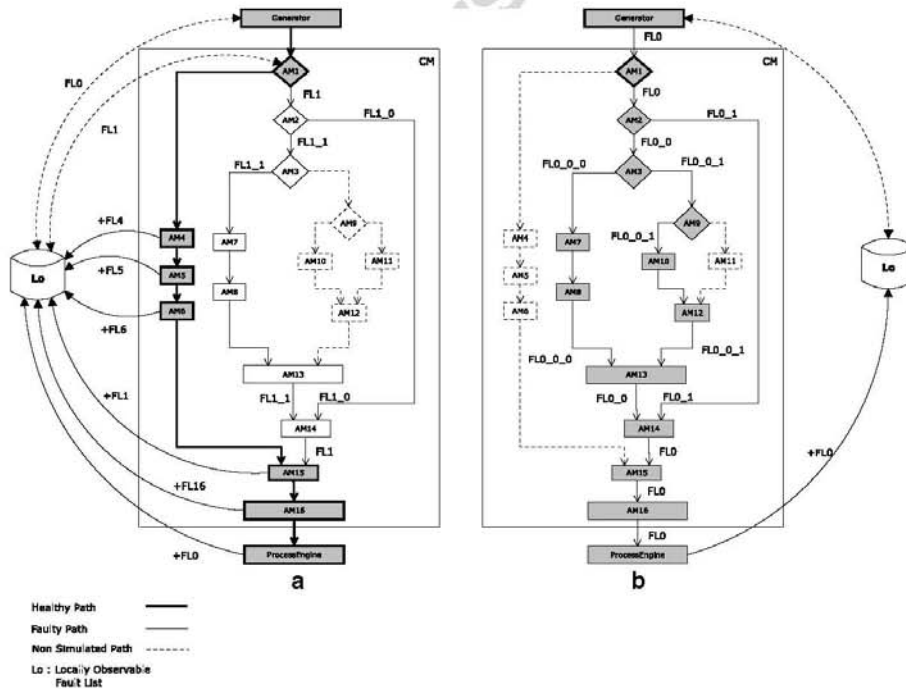 Generator
CM
FL0
FL1
AM1
FL1
AM2
FL1_0
FL1_1
FL1_1
AM3
+FL4
AM4
AM7
AM9
+FL5
AM5
AM10
AM11
Lo
AM8
+FL6
AM6
AM12
AM13
+FL1
FL1_1
FL1_0
AM14
FL1
AM15
+FL16
AM16
+FL0
ProcessEngine
a
Generator
FL0
CM
AM1
FL0
AM2
FL0_1
FL0_0
FL0_0_0
AM3
FL0_0_1
AM4
AM7
AM9
FL0_0_1
AM5
AM10
AM11
Lo
AM8
AM6
AM12
FL0_0_0
FL0_0_1
AM13
FL0_0
FL0_1
AM14
FL0
+FL0
AM15
FL0
AM16
FL0
ProcessEngine
b
Healthy Path
Faulty Path
Non Simulated Path
Lo : Locally Observable
Fault List